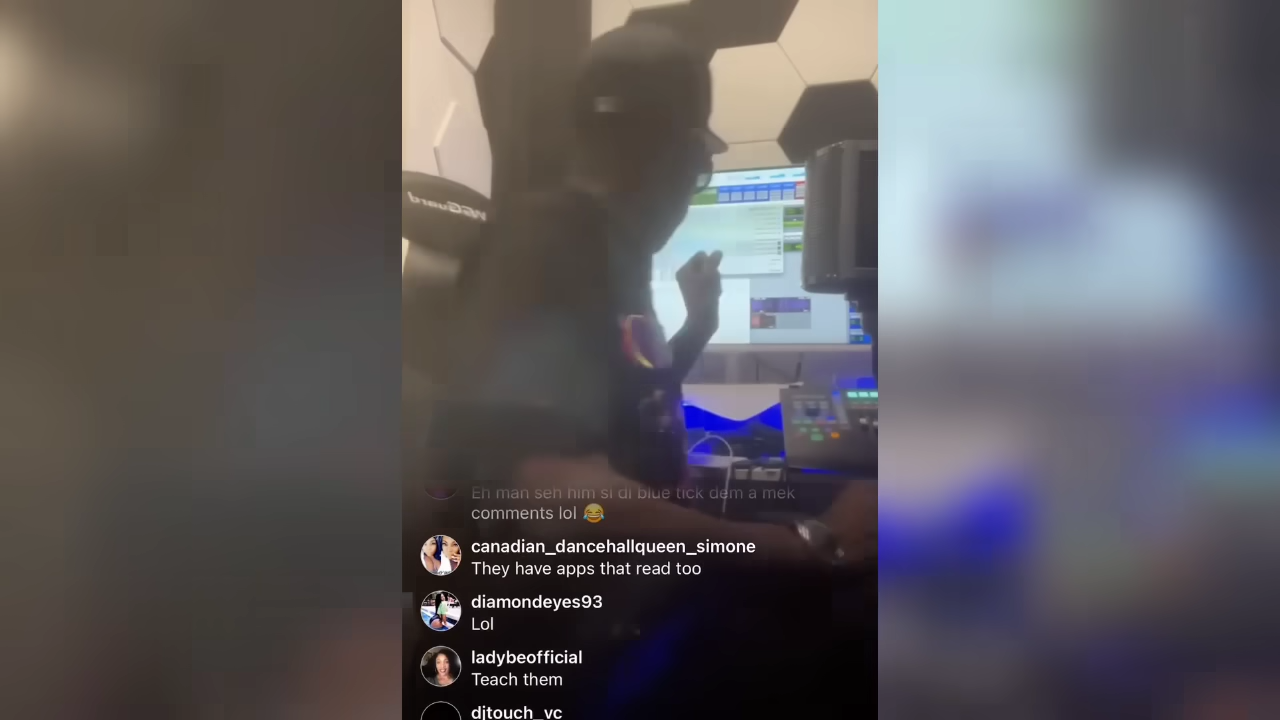 Eh man seh him si di blue tick dem a mek
comments lol 😂
canadian_dancehallqueen_simone
They have apps that read too
diamondeyes93
Lol
ladybeofficial
Teach them
djtouch_vc